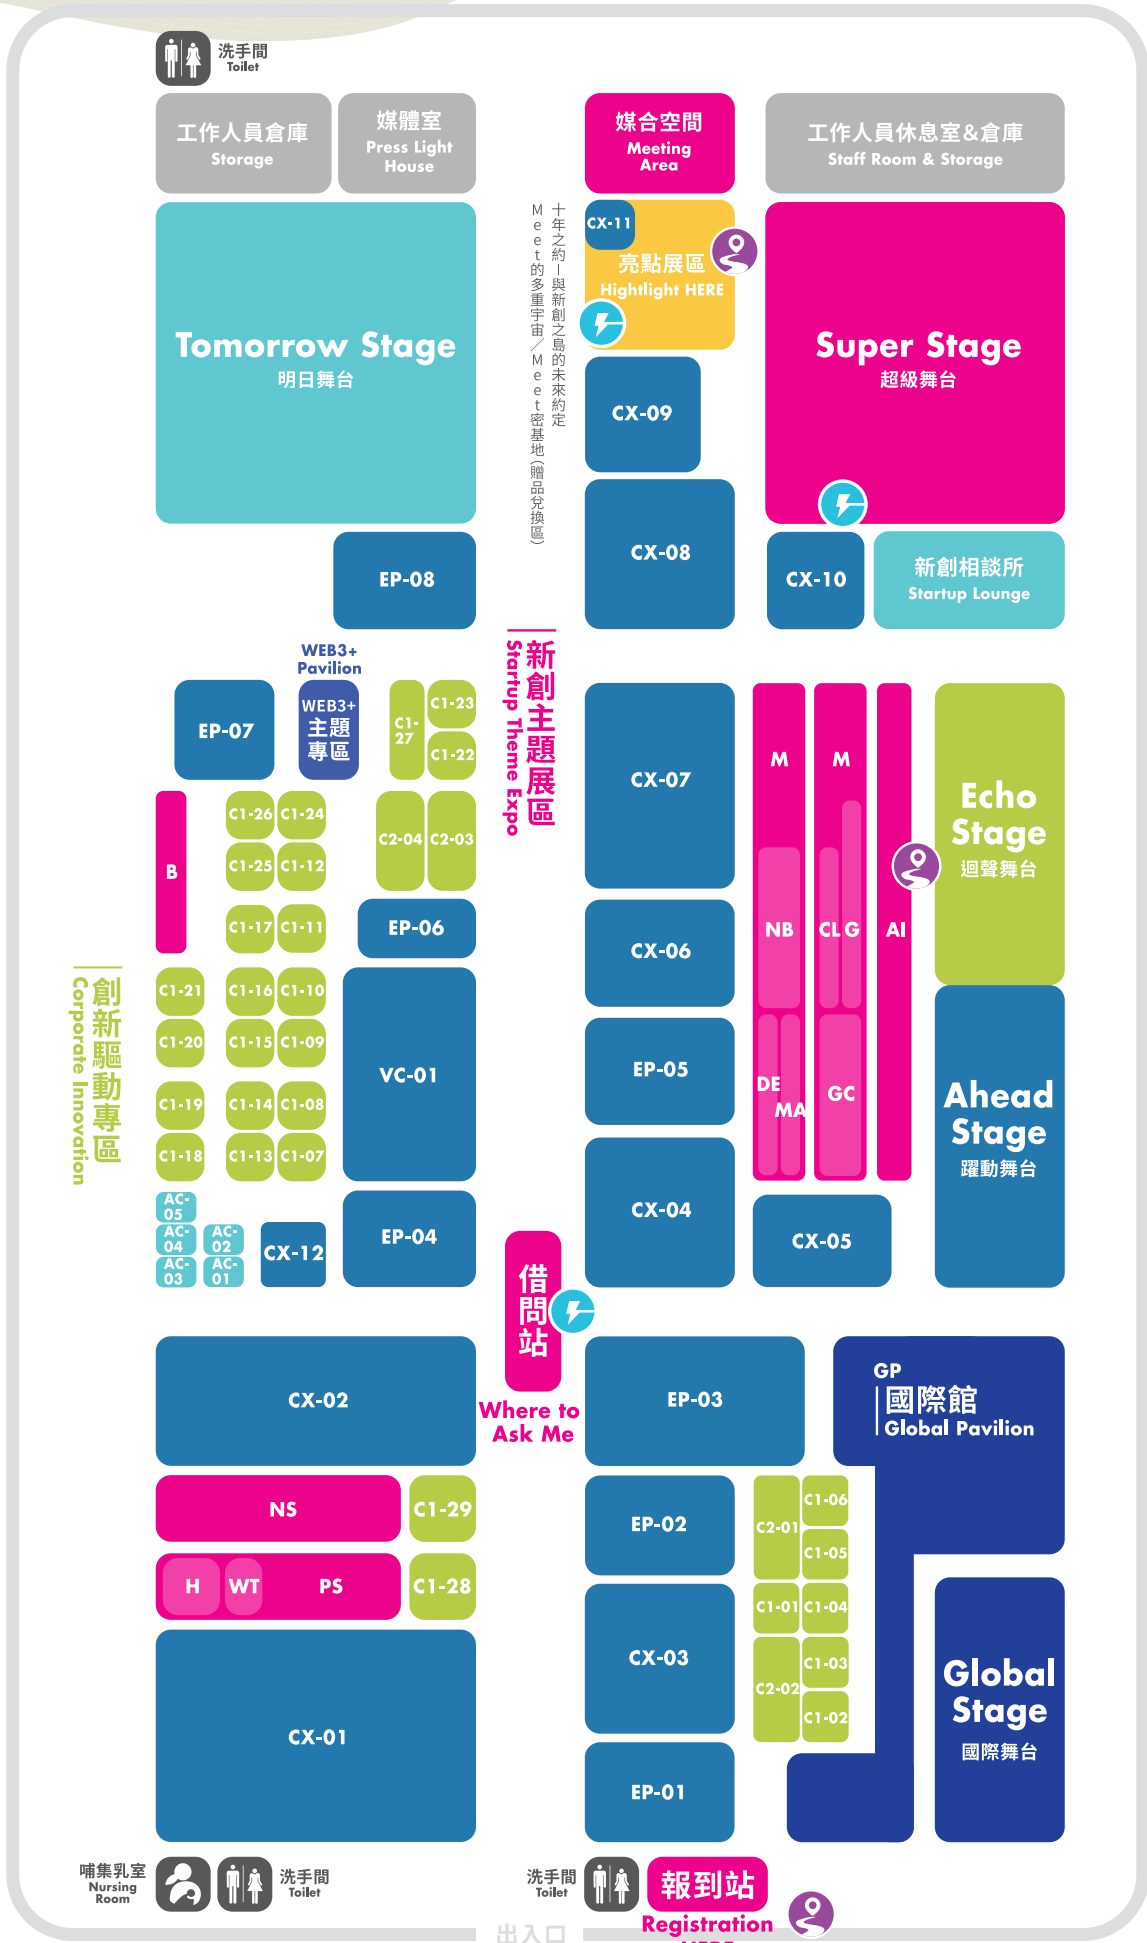 洗手間
Toilet
工作人員倉庫
Storage
媒體室
Press Light
House
媒合空間
Meeting
Area
工作人員休息室&倉庫
Staff Room & Storage
Tomorrow Stage
明日舞台
十年之約－與新創之島的未來約定
Meet的多重宇宙／Meet密基地（贈品兌換區）
CX-11
亮點展區
Hightlight HERE
Super Stage
超級舞台
CX-09
CX-08
CX-10
新創相談所
Startup Lounge
EP-08
新創主題展區
Startup Theme Expo
WEB3+
Pavilion
EP-07
WEB3+
主題
專區
C1-
27
C1-23
C1-22
B
C1-26
C1-24
C1-25
C1-12
C2-04
C2-03
C1-17
C1-11
EP-06
創新驅動專區
Corporate Innovation
C1-21
C1-16
C1-10
C1-20
C1-15
C1-09
C1-19
C1-14
C1-08
C1-18
C1-13
C1-07
VC-01
AC-
05
AC-
04
AC-
02
AC-
03
AC-
01
CX-12
EP-04
CX-07
CX-06
EP-05
CX-04
M
M
NB
CL
G
AI
DE
MA
GC
CX-05
Echo
Stage
迴聲舞台
Ahead
Stage
躍動舞台
借問站
Where to
Ask Me
CX-02
NS
C1-29
H
WT
PS
C1-28
CX-01
EP-03
EP-02
CX-03
EP-01
C2-01
C1-06
C1-05
C1-01
C1-04
C2-02
C1-03
C1-02
GP
國際館
Global Pavilion
Global
Stage
國際舞台
哺集乳室
Nursing
Room
洗手間
Toilet
洗手間
Toilet
報到站
Registration
出入口